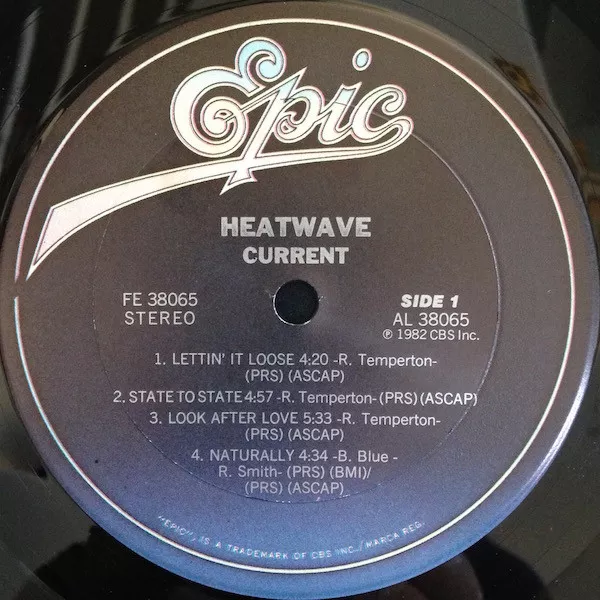 Epic
HEATWAVE
CURRENT
FE 38065
STEREO
SIDE 1
AL 38065
℗ 1982 CBS Inc.
1. LETTIN' IT LOOSE 4:20 -R. Temperton-
(PRS) (ASCAP)
2. STATE TO STATE 4:57 -R. Temperton- (PRS) (ASCAP)
3. LOOK AFTER LOVE 5:33 -R. Temperton-
(PRS) (ASCAP)
4. NATURALLY 4:34 -B. Blue -
R. Smith- (PRS) (BMI)/
(PRS) (ASCAP)
"EPIC", IS A TRADEMARK OF CBS INC./MARCA REG.